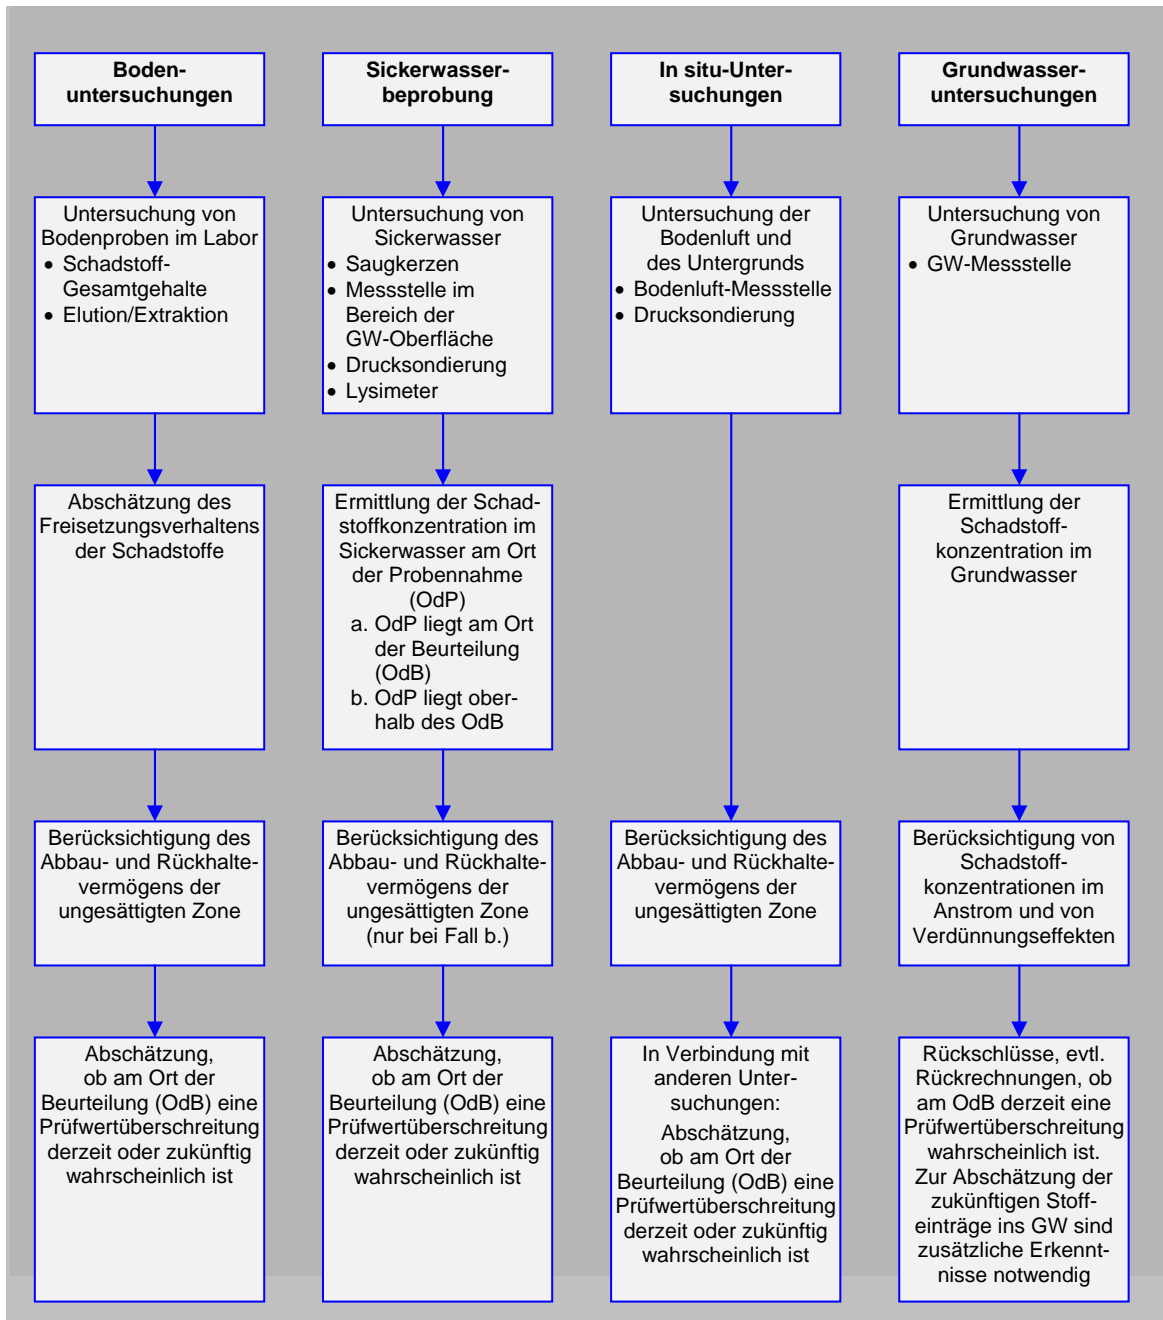 Boden-
untersuchungen
Sickerwasser-
beprobung
In situ-Unter-
suchungen
Grundwasser-
untersuchungen
Untersuchung von
Bodenproben im Labor
• Schadstoff-
Gesamtgehalte
• Elution/Extraktion
Untersuchung von
Sickerwasser
• Saugkerzen
• Messstelle im
Bereich der
GW-Oberfläche
• Drucksondierung
• Lysimeter
Untersuchung der
Bodenluft und
des Untergrunds
• Bodenluft-Messstelle
• Drucksondierung
Untersuchung von
Grundwasser
• GW-Messstelle
Abschätzung des
Freisetzungsverhaltens
der Schadstoffe
Ermittlung der Schad-
stoffkonzentration im
Sickerwasser am Ort
der Probennahme
(OdP)
a. OdP liegt am Ort
der Beurteilung
(OdB)
b. OdP liegt ober-
halb des OdB
Ermittlung der
Schadstoff-
konzentration im
Grundwasser
Berücksichtigung des
Abbau- und Rückhalte-
vermögens der
ungesättigten Zone
Berücksichtigung des
Abbau- und Rückhalte-
vermögens der
ungesättigten Zone
(nur bei Fall b.)
Berücksichtigung des
Abbau- und Rückhalte-
vermögens der
ungesättigten Zone
Berücksichtigung von
Schadstoff-
konzentrationen im
Anstrom und von
Verdünnungseffekten
Abschätzung,
ob am Ort der
Beurteilung (OdB) eine
Prüfwertüberschreitung
derzeit oder zukünftig
wahrscheinlich ist
Abschätzung,
ob am Ort der
Beurteilung (OdB) eine
Prüfwertüberschreitung
derzeit oder zukünftig
wahrscheinlich ist
In Verbindung mit
anderen Unter-
suchungen:
Abschätzung,
ob am Ort der
Beurteilung (OdB) eine
Prüfwertüberschreitung
derzeit oder zukünftig
wahrscheinlich ist
Rückschlüsse, evtl.
Rückrechnungen, ob
am OdB derzeit eine
Prüfwertüberschreitung
wahrscheinlich ist.
Zur Abschätzung der
zukünftigen Stoff-
einträge ins GW sind
zusätzliche Erkennt-
nisse notwendig